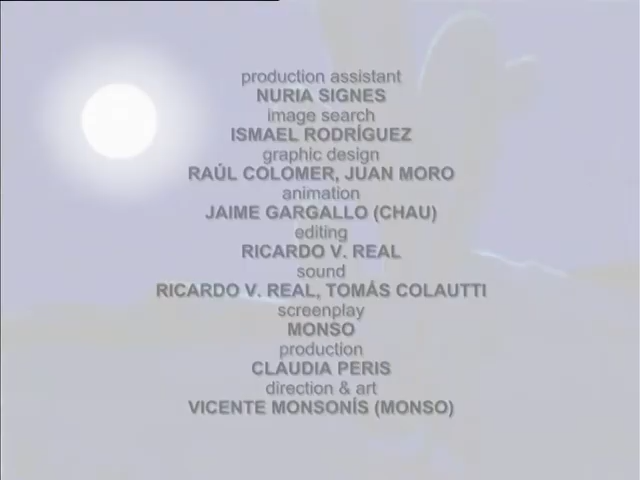 production assistant
NURIA SIGNES
image search
ISMAEL RODRÍGUEZ
graphic design
RAÚL COLOMER, JUAN MORO
animation
JAIME GARGALLO (CHAU)
editing
RICARDO V. REAL
sound
RICARDO V. REAL, TOMÁS COLAUTTI
screenplay
MONSO
production
CLAUDIA PERIS
direction & art
VICENTE MONSONÍS (MONSO)